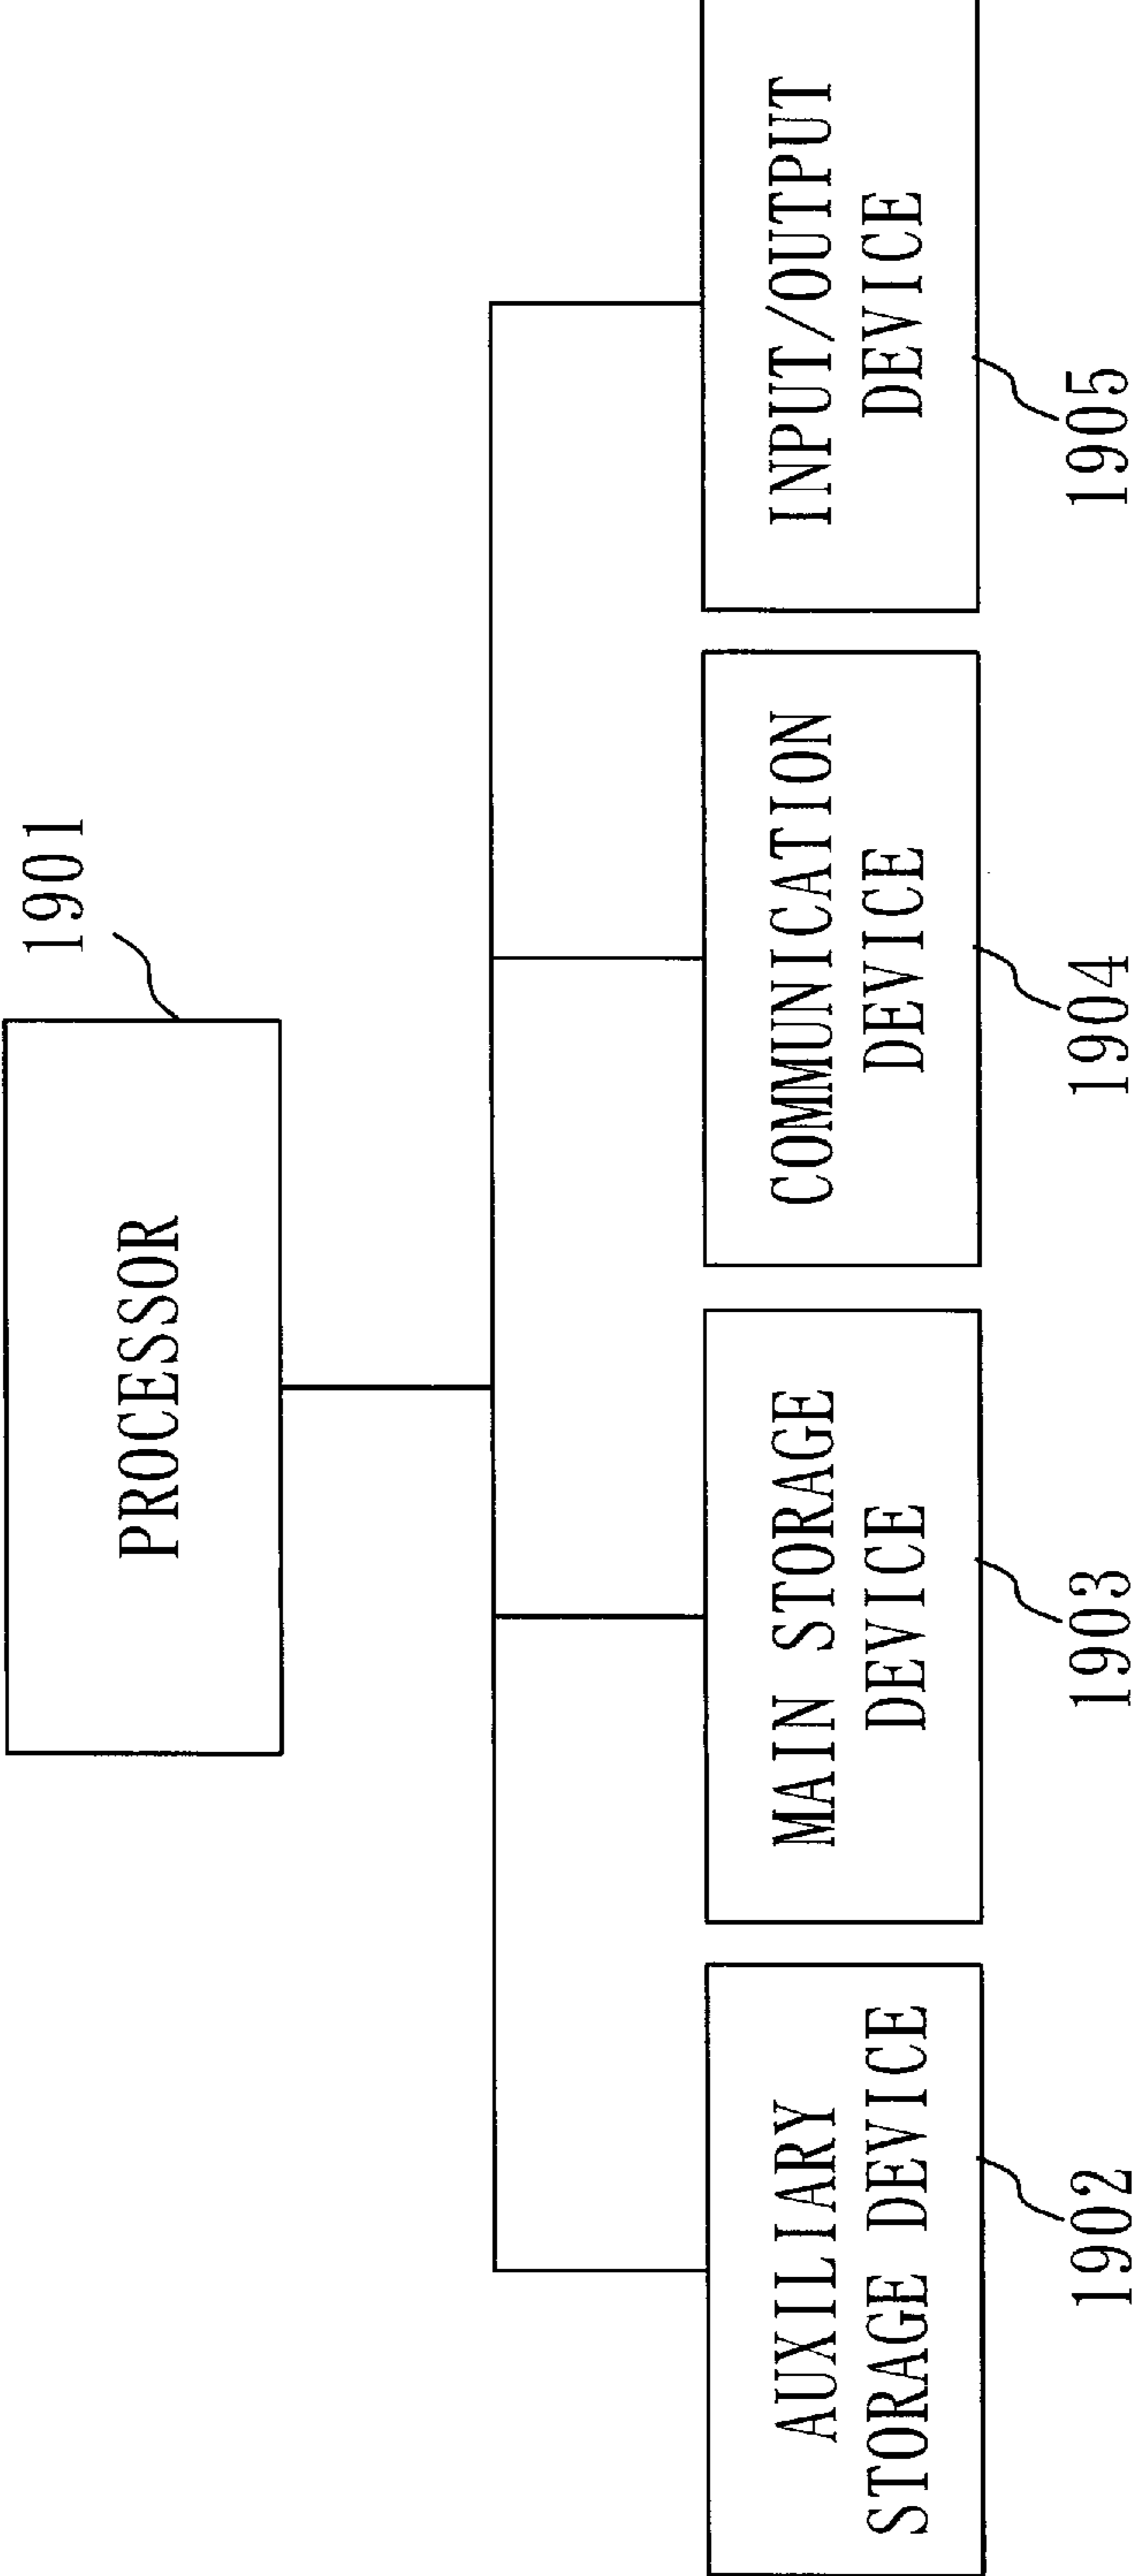 1901
PROCESSOR
AUXILIARY
STORAGE DEVICE
MAIN STORAGE
DEVICE
COMMUNICATION
DEVICE
INPUT/OUTPUT
DEVICE
1902
1903
1904
1905